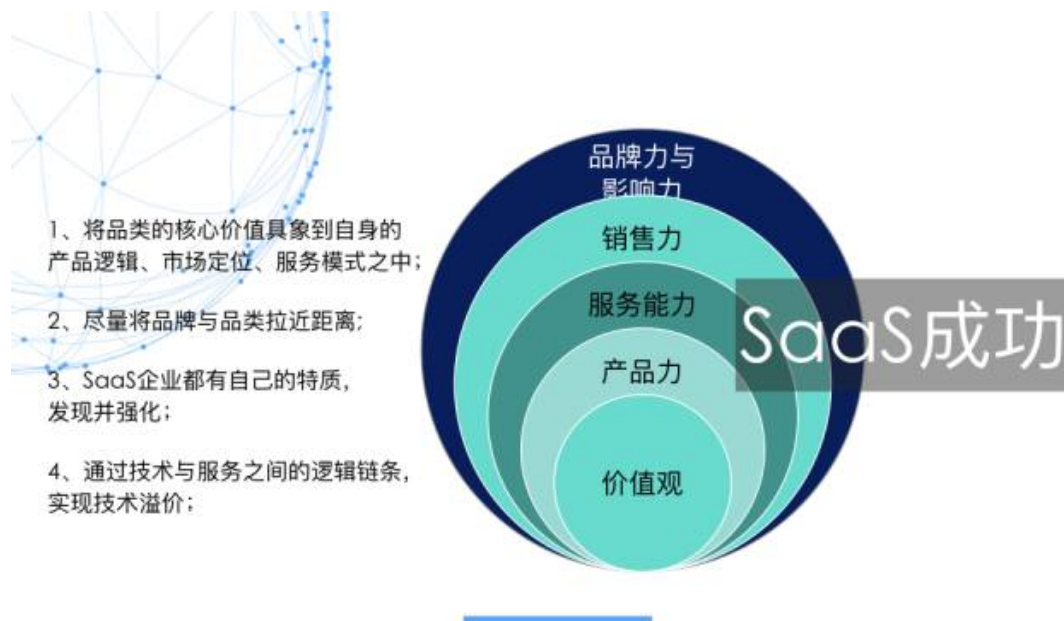 1、将品类的核心价值具象到自身的
产品逻辑、市场定位、服务模式之中；
2、尽量将品牌与品类拉近距离;
3、SaaS企业都有自己的特质，
发现并强化；
4、通过技术与服务之间的逻辑链条，
实现技术溢价；
品牌力与
影响力
销售力
服务能力
产品力
价值观
SaaS成功